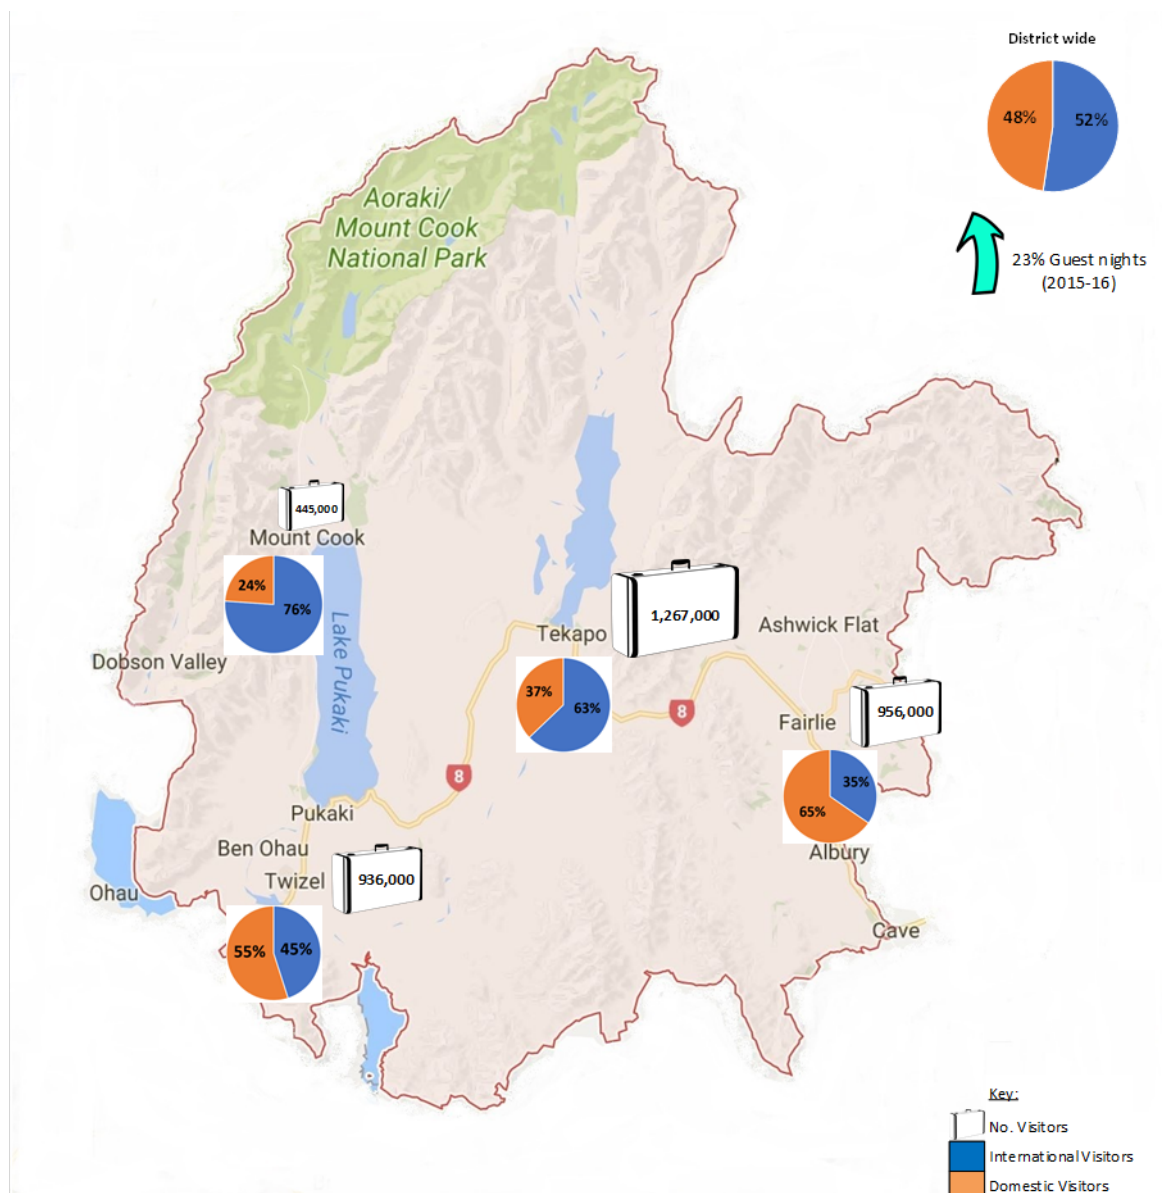 District wide
48%
52%
23% Guest nights
(2015-16)
Aoraki/
Mount Cook
National Park
445,000
Mount Cook
24%
76%
Lake Pukaki
Dobson Valley
1,267,000
Tekapo
37%
63%
8
Ashwick Flat
956,000
Fairlie
35%
65%
Albury
8
Pukaki
Ben Ohau
Twizel
936,000
Ohau
55%
45%
Cave
Key:
No. Visitors
International Visitors
Domestic Visitors